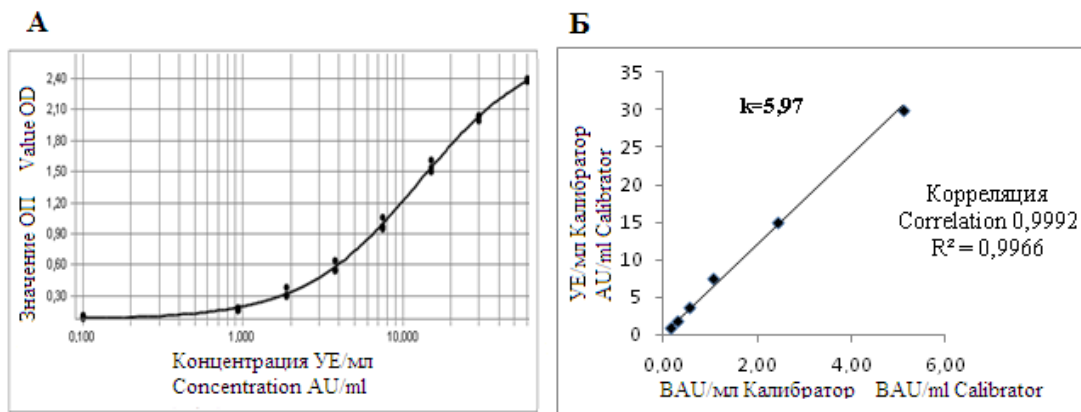 А
Значение ОП Value OD
2,40
2,10
1,80
1,50
1,20
0,90
0,60
0,30
0,100
1,000
10,000
Концентрация УЕ/мл
Concentration AU/ml
Б
УЕ/мл Калибратор
AU/ml Calibrator
35
30
25
20
15
10
5
0
k=5,97
Корреляция
Correlation 0,9992
R² = 0,9966
0,00 2,00 4,00 6,00
BAU/мл Калибратор BAU/ml Calibrator